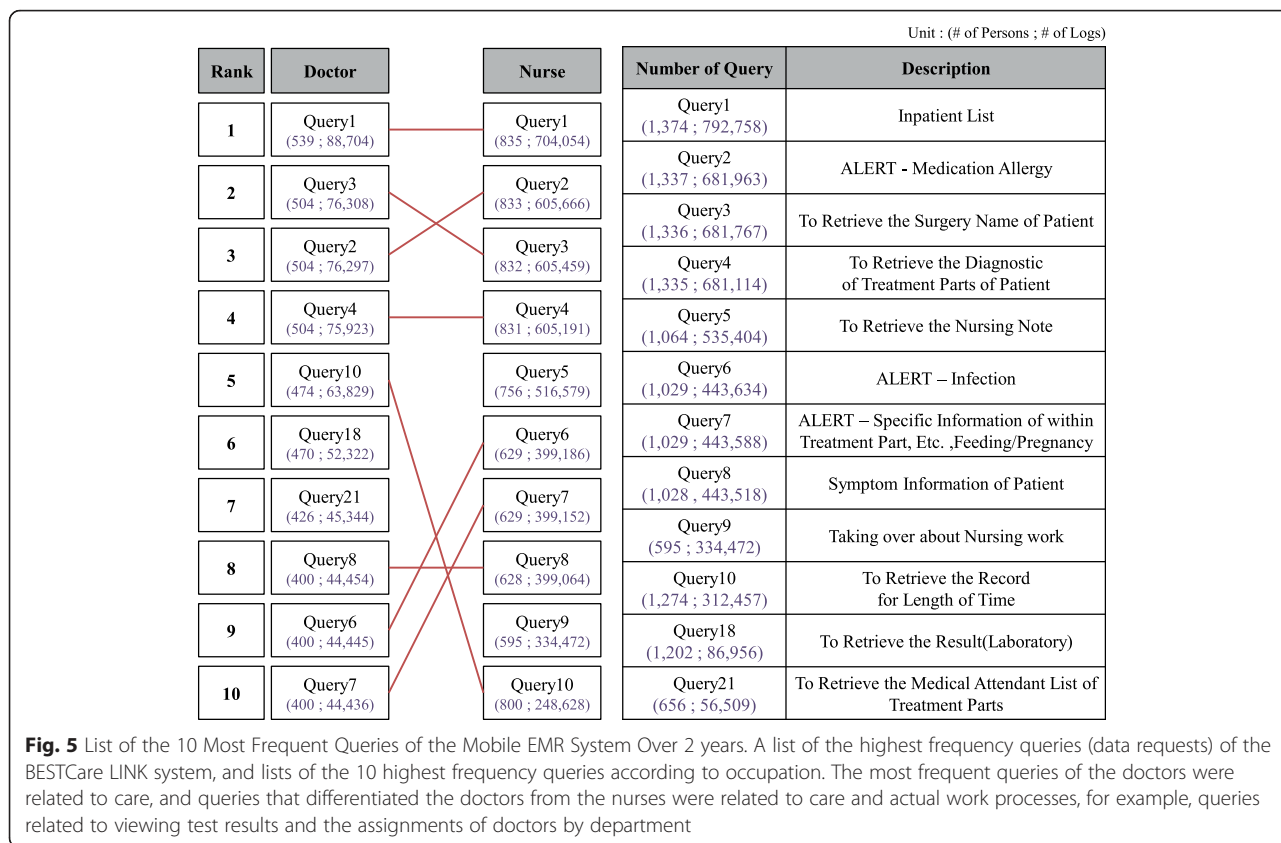 Unit : (# of Persons ; # of Logs)
Rank Doctor Nurse Number of Query Description
1
Query1
(539 ; 88,704)
Query1
(835 ; 704,054)
2
Query3
(504 ; 76,308)
Query2
(833 ; 605,666)
3
Query2
(504 ; 76,297)
Query3
(832 ; 605,459)
4
Query4
(504 ; 75,923)
Query4
(831 ; 605,191)
5
Query10
(474 ; 63,829)
Query5
(756 ; 516,579)
6
Query18
(470 ; 52,322)
Query6
(629 ; 399,186)
7
Query21
(426 ; 45,344)
Query7
(629 ; 399,152)
8
Query8
(400 ; 44,454)
Query8
(628 ; 399,064)
9
Query6
(400 ; 44,445)
Query9
(595 ; 334,472)
10
Query7
(400 ; 44,436)
Query10
(800 ; 248,628)
Query1
(1,374 ; 792,758)
Inpatient List
Query2
(1,337 ; 681,963)
ALERT - Medication Allergy
Query3
(1,336 ; 681,767)
To Retrieve the Surgery Name of Patient
Query4
(1,335 ; 681,114)
To Retrieve the Diagnostic
of Treatment Parts of Patient
Query5
(1,064 ; 535,404)
To Retrieve the Nursing Note
Query6
(1,029 ; 443,634)
ALERT – Infection
Query7
(1,029 ; 443,588)
ALERT – Specific Information of within
Treatment Part, Etc. ,Feeding/Pregnancy
Query8
(1,028 , 443,518)
Symptom Information of Patient
Query9
(595 ; 334,472)
Taking over about Nursing work
Query10
(1,274 ; 312,457)
To Retrieve the Record
for Length of Time
Query18
(1,202 ; 86,956)
To Retrieve the Result(Laboratory)
Query21
(656 ; 56,509)
To Retrieve the Medical Attendant List of
Treatment Parts
Fig. 5 List of the 10 Most Frequent Queries of the Mobile EMR System Over 2 years. A list of the highest frequency queries (data requests) of the
BESTCare LINK system, and lists of the 10 highest frequency queries according to occupation. The most frequent queries of the doctors were
related to care, and queries that differentiated the doctors from the nurses were related to care and actual work processes, for example, queries
related to viewing test results and the assignments of doctors by department